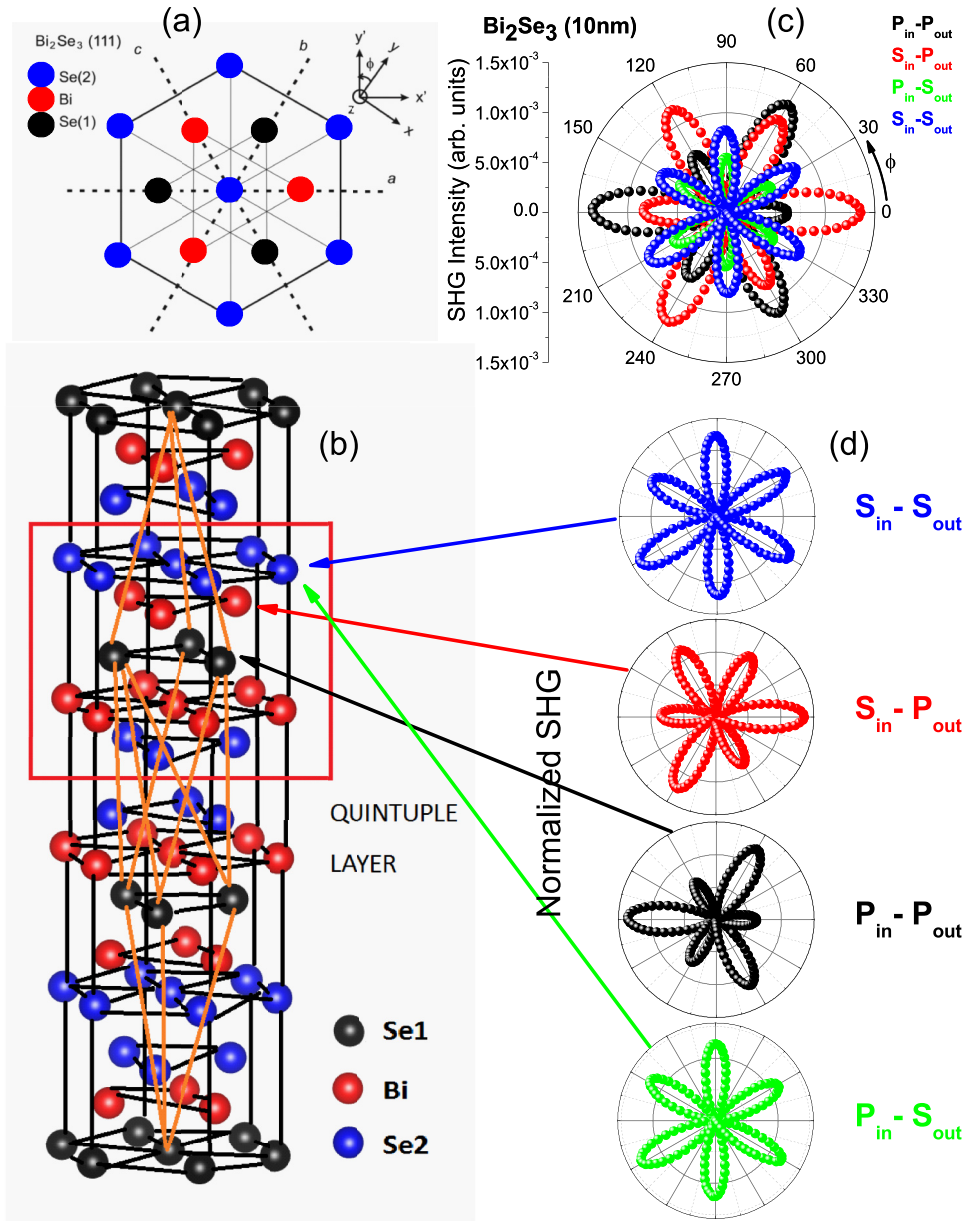 (a)
Bi2Se3 (111)
Se(2)
Bi
Se(1)
c
b
a
y'
y
ϕ
x'
z
x
Bi2Se3 (10nm)
(c)
Pin-Pout
Sin-Pout
Pin-Sout
Sin-Sout
SHG Intensity (arb. units)
1.5x10⁻³
1.0x10⁻³
5.0x10⁻⁴
0.0
5.0x10⁻⁴
1.0x10⁻³
1.5x10⁻³
90
60
30
ϕ
0
330
300
270
240
210
150
120
(b)
QUINTUPLE
LAYER
Se1
Bi
Se2
(d)
Normalized SHG
Sin- Sout
Sin- Pout
Pin- Pout
Pin- Sout